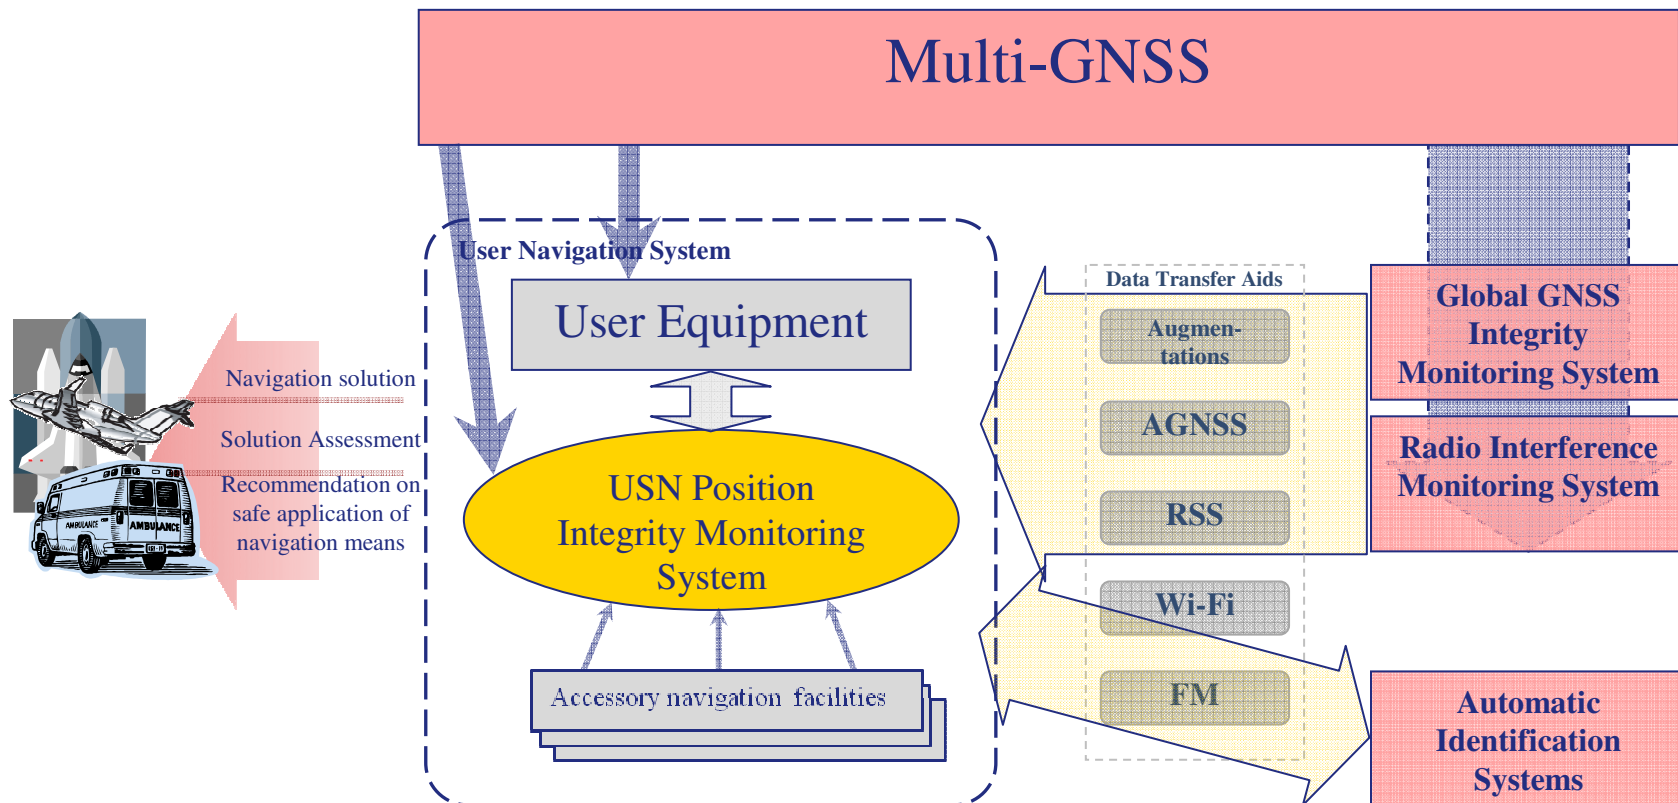 Multi-GNSS
User Navigation System
User Equipment
USN Position
Integrity Monitoring
System
Accessory navigation facilities
Navigation solution
Solution Assessment
Recommendation on
safe application of
navigation means
AMBULANCE
AMBULANCE
Data Transfer Aids
Augmen-
tations
AGNSS
RSS
Wi-Fi
FM
Global GNSS
Integrity
Monitoring System
Radio Interference
Monitoring System
Automatic
Identification
Systems